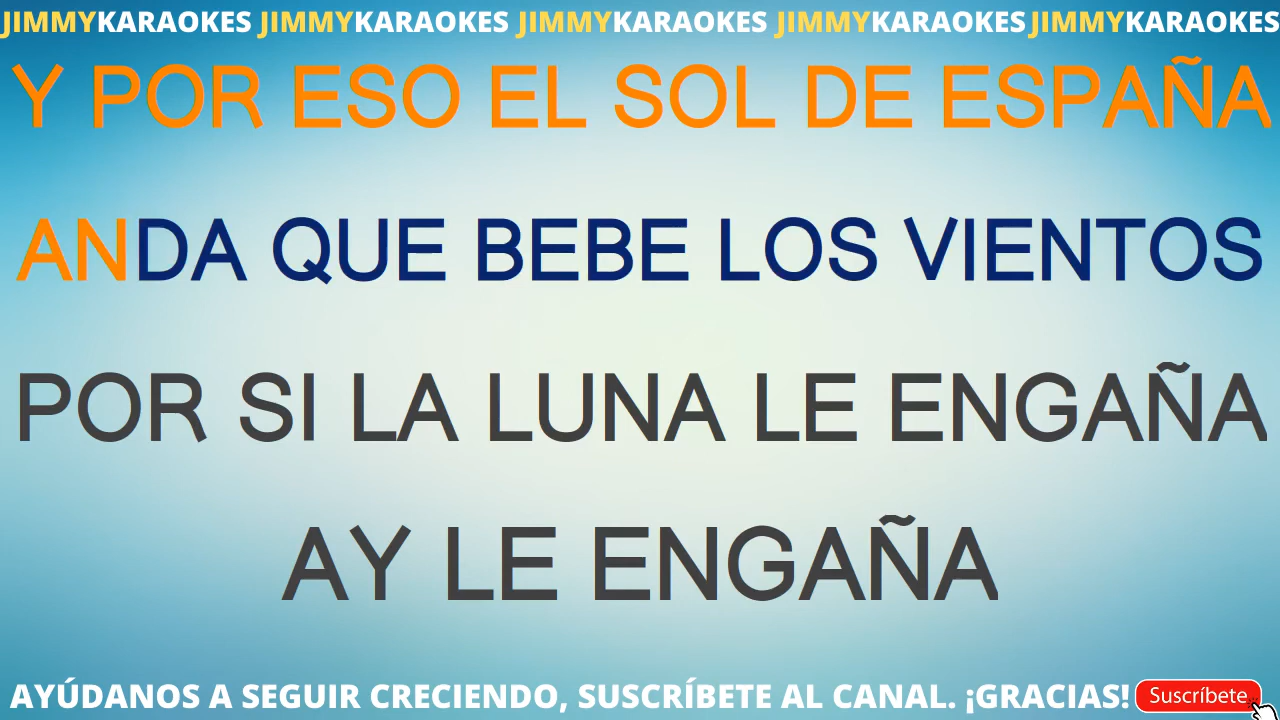 JIMMYKARAOKES JIMMYKARAOKES JIMMYKARAOKES JIMMYKARAOKES JIMMYKARAOKES
Y POR ESO EL SOL DE ESPAÑA
ANDA QUE BEBE LOS VIENTOS
POR SI LA LUNA LE ENGAÑA
AY LE ENGAÑA
AYÚDANOS A SEGUIR CRECIENDO, SUSCRÍBETE AL CANAL. ¡GRACIAS! Suscríbete